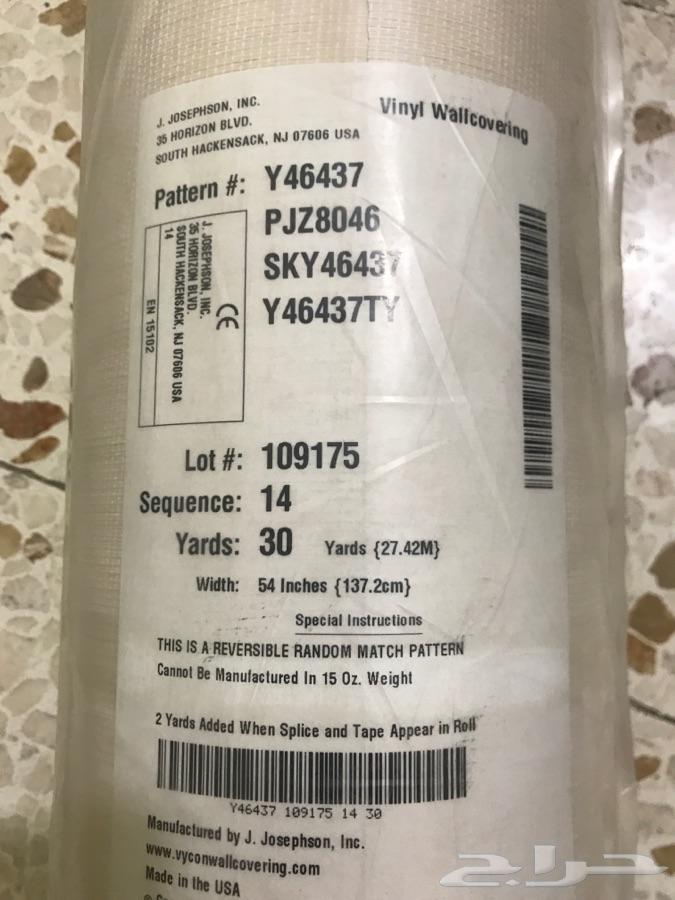 J. JOSEPHSON, INC.
35 HORIZON BLVD.
SOUTH HACKENSACK, NJ 07606 USA
Vinyl Wallcovering
Pattern #: Y46437
PJZ8046
SKY46437
Y46437TY
CE
J. JOSEPHSON, INC.
35 HORIZON BLVD.
SOUTH HACKENSACK, NJ 07606 USA
14
EN 15102
Lot #: 109175
Sequence: 14
Yards: 30 Yards {27.42M}
Width: 54 Inches {137.2cm}
Special Instructions
THIS IS A REVERSIBLE RANDOM MATCH PATTERN
Cannot Be Manufactured In 15 Oz. Weight
2 Yards Added When Splice and Tape Appear in Roll
Y46437 109175 14 30
Manufactured by J. Josephson, Inc.
www.vyconwallcovering.com
Made in the USA
حراج